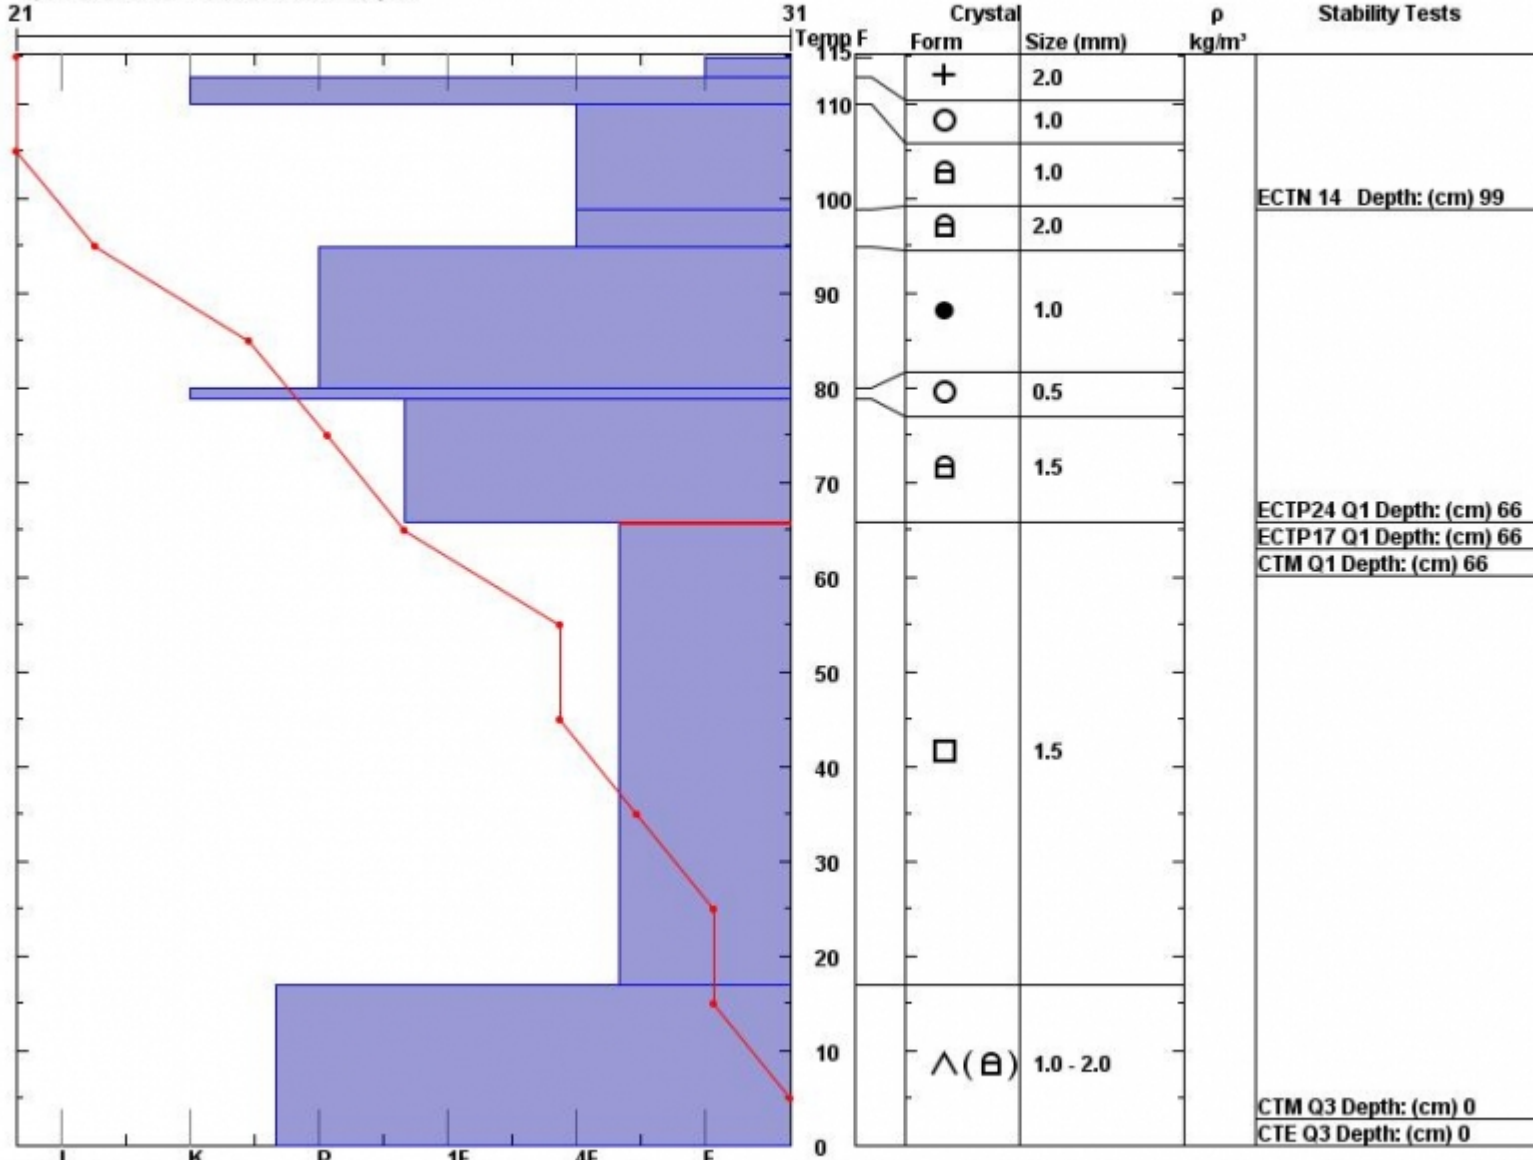 21 31 Crystal ρ Stability Tests
Temp F Form Size (mm) kg/m³
115
2.0
110
1.0
1.0
100 ECTN 14 Depth: (cm) 99
2.0
90
1.0
80
0.5
1.5
70
ECTP24 Q1 Depth: (cm) 66
ECTP17 Q1 Depth: (cm) 66
CTM Q1 Depth: (cm) 66
60
50
1.5
40
30
20
10
1.0 - 2.0
CTM Q3 Depth: (cm) 0
CTE Q3 Depth: (cm) 0
0
I K P 1F 4F F